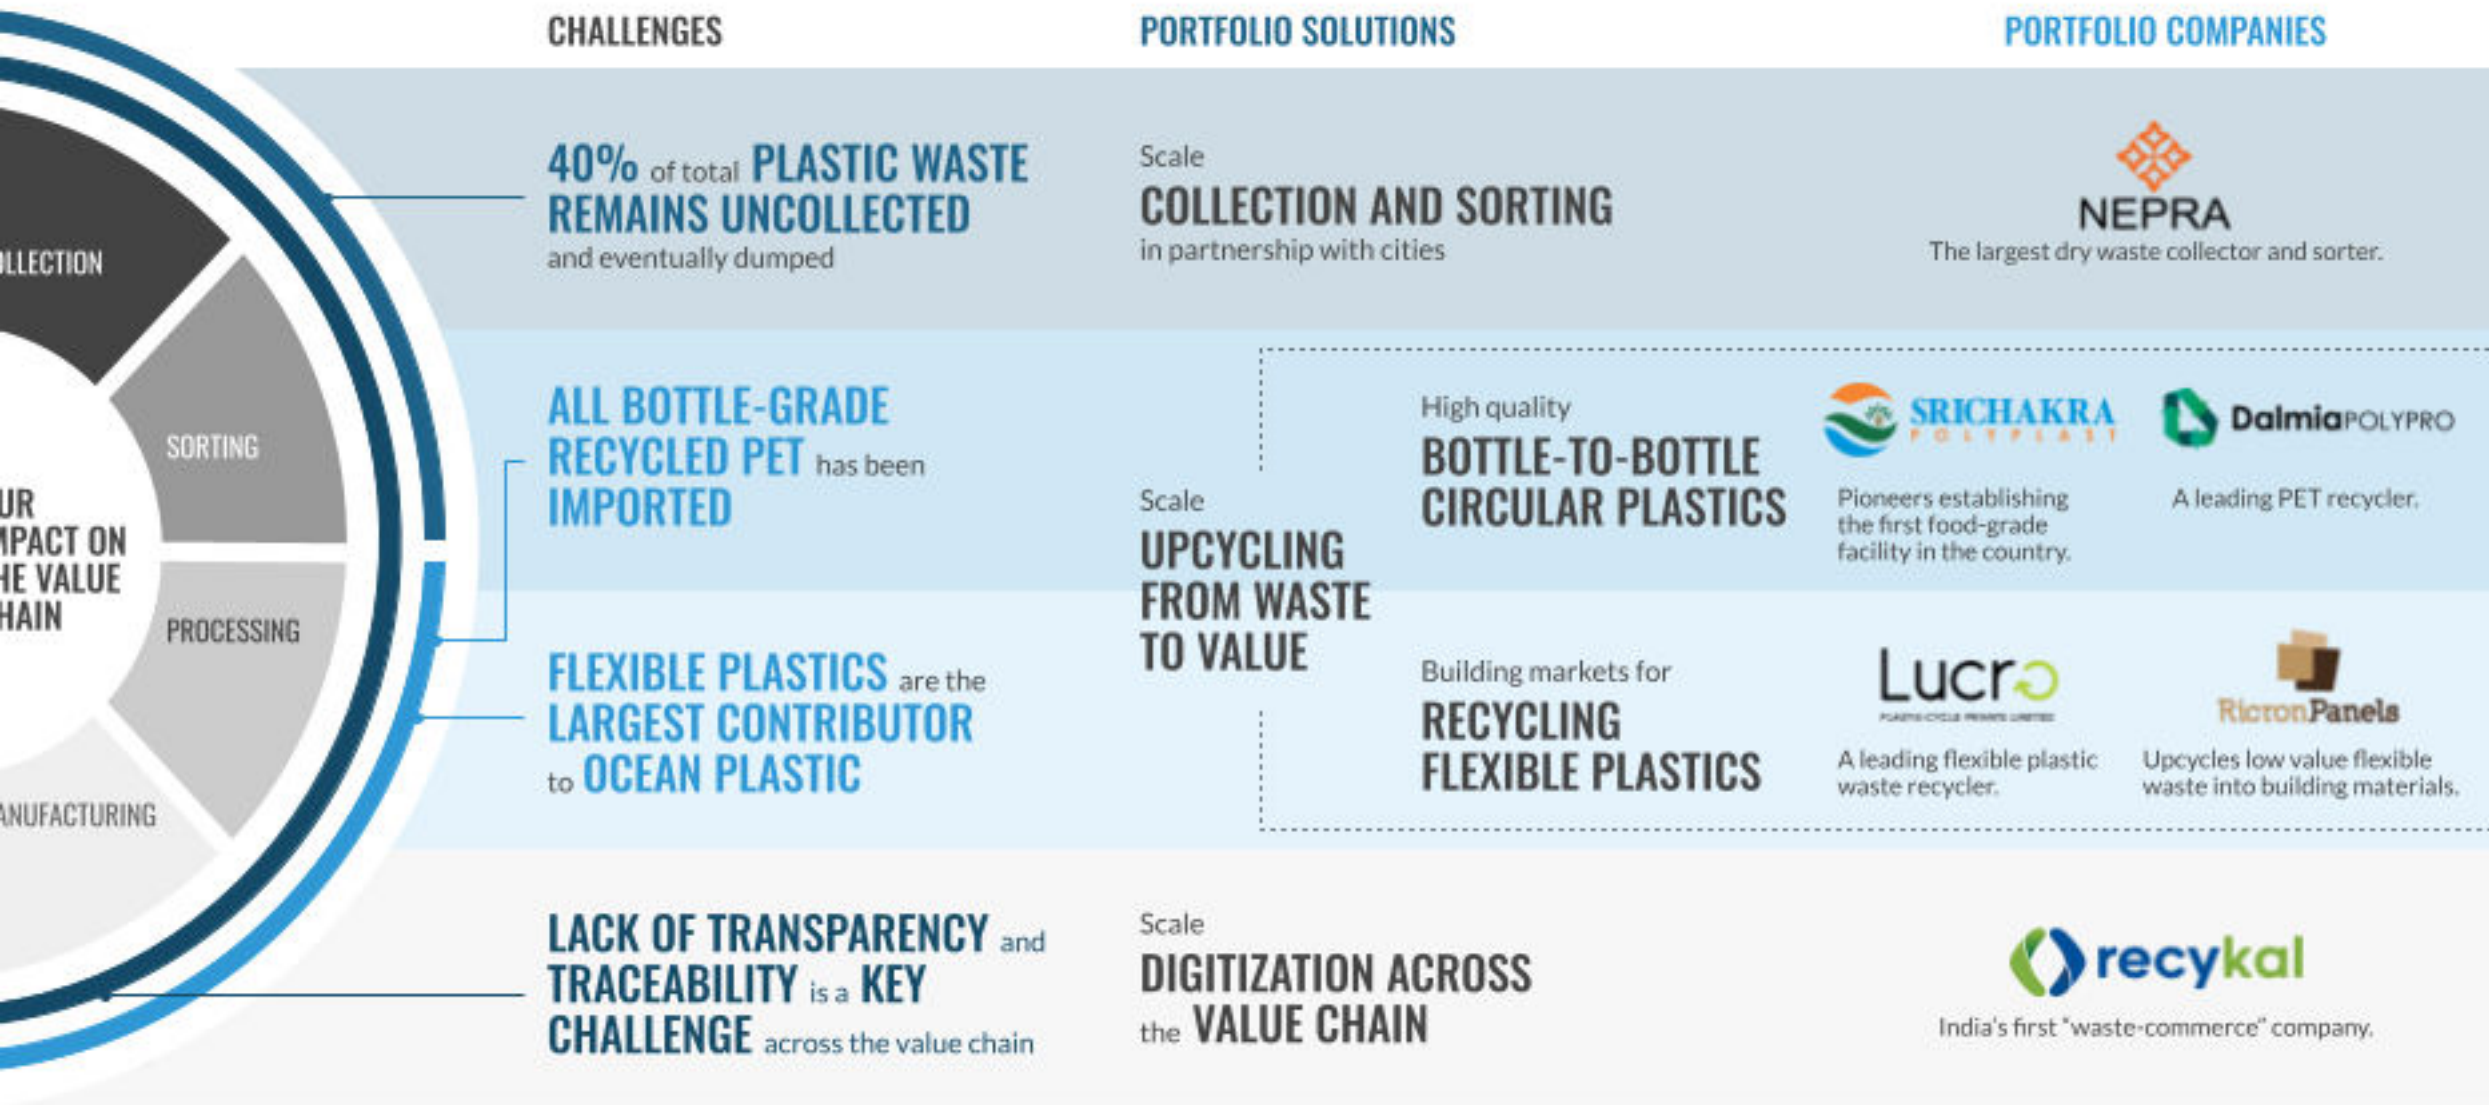 CHALLENGES
PORTFOLIO SOLUTIONS
PORTFOLIO COMPANIES
OLLECTION
SORTING
UR
MPACT ON
HE VALUE
HAIN
PROCESSING
ANUFACTURING
40% of total PLASTIC WASTE
REMAINS UNCOLLECTED
and eventually dumped
Scale
COLLECTION AND SORTING
in partnership with cities
NEPRA
The largest dry waste collector and sorter.
ALL BOTTLE-GRADE
RECYCLED PET has been
IMPORTED
FLEXIBLE PLASTICS are the
LARGEST CONTRIBUTOR
to OCEAN PLASTIC
Scale
UPCYCLING
FROM WASTE
TO VALUE
High quality
BOTTLE-TO-BOTTLE
CIRCULAR PLASTICS
SRICHAKRA
POLYPLAST
Pioneers establishing
the first food-grade
facility in the country.
DalmiaPOLYPRO
A leading PET recycler.
Building markets for
RECYCLING
FLEXIBLE PLASTICS
Lucro
PLASTECYCLE PRIVATE LIMITED
A leading flexible plastic
waste recycler.
RicronPanels
Upcycles low value flexible
waste into building materials.
LACK OF TRANSPARENCY and
TRACEABILITY is a KEY
CHALLENGE across the value chain
Scale
DIGITIZATION ACROSS
the VALUE CHAIN
recykal
India's first "waste-commerce" company.